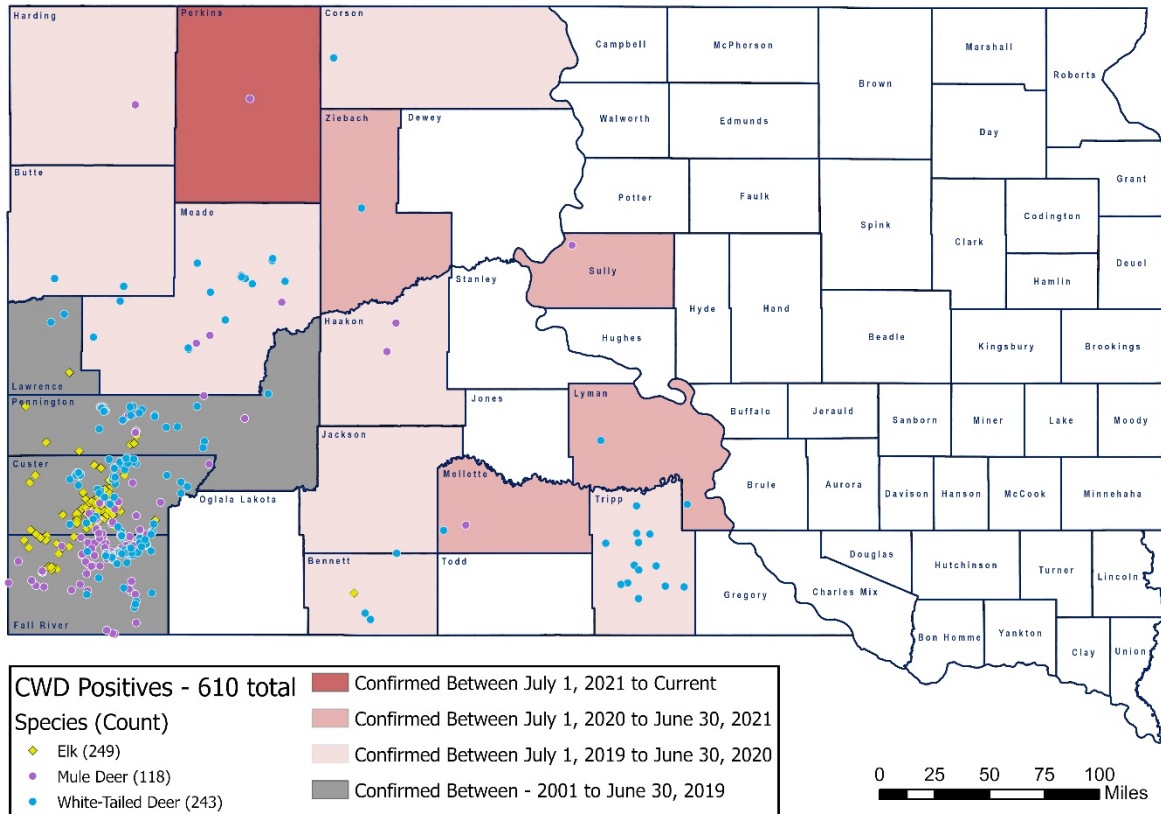 Harding
Perkins
Corson
Campbell
McPherson
Marshall
Roberts
Brown
Ziebach
Dewey
Walworth
Edmunds
Day
Butte
Grant
Meade
Potter
Faulk
Spink
Codington
Clark
Sully
Deuel
Stanley
Hamlin
Hyde
Hand
Haakon
Hughes
Beadle
Kingsbury
Brookings
Lawrence
Pennington
Jones
Lyman
Buffalo
Jerauld
Sanborn
Miner
Lake
Moody
Jackson
Custer
Mellette
Oglala Lakota
Tripp
Brule
Aurora
Davison
Hanson
McCook
Minnehaha
Bennett
Todd
Douglas
Hutchinson
Turner
Lincoln
Gregory
Charles Mix
Fall River
Bon Homme
Yankton
Clay
Union
CWD Positives - 610 total
Species (Count)
Elk (249)
Mule Deer (118)
White-Tailed Deer (243)
Confirmed Between July 1, 2021 to Current
Confirmed Between July 1, 2020 to June 30, 2021
Confirmed Between July 1, 2019 to June 30, 2020
Confirmed Between - 2001 to June 30, 2019
0 25 50 75 100
Miles